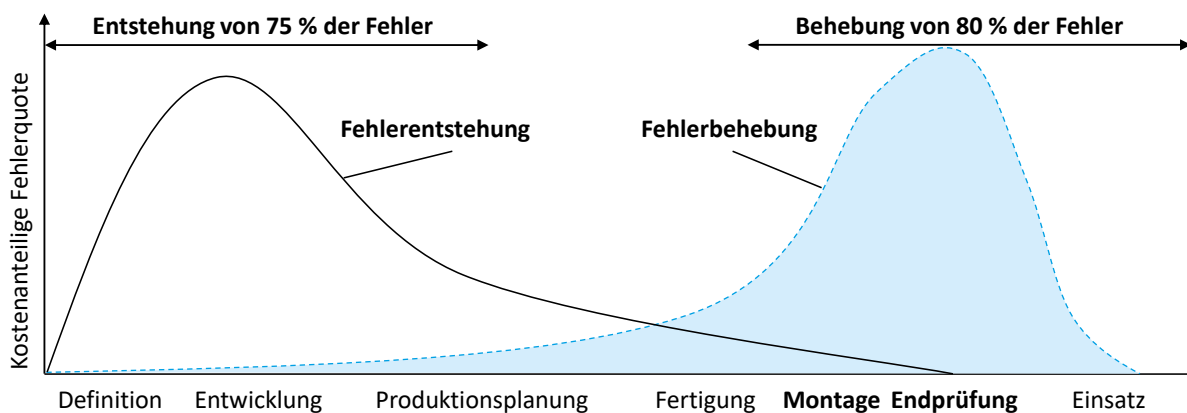 Entstehung von 75 % der Fehler
Behebung von 80 % der Fehler
Kostenanteilige Fehlerquote
Fehlerentstehung
Fehlerbehebung
Definition
Entwicklung
Produktionsplanung
Fertigung
Montage
Endprüfung
Einsatz